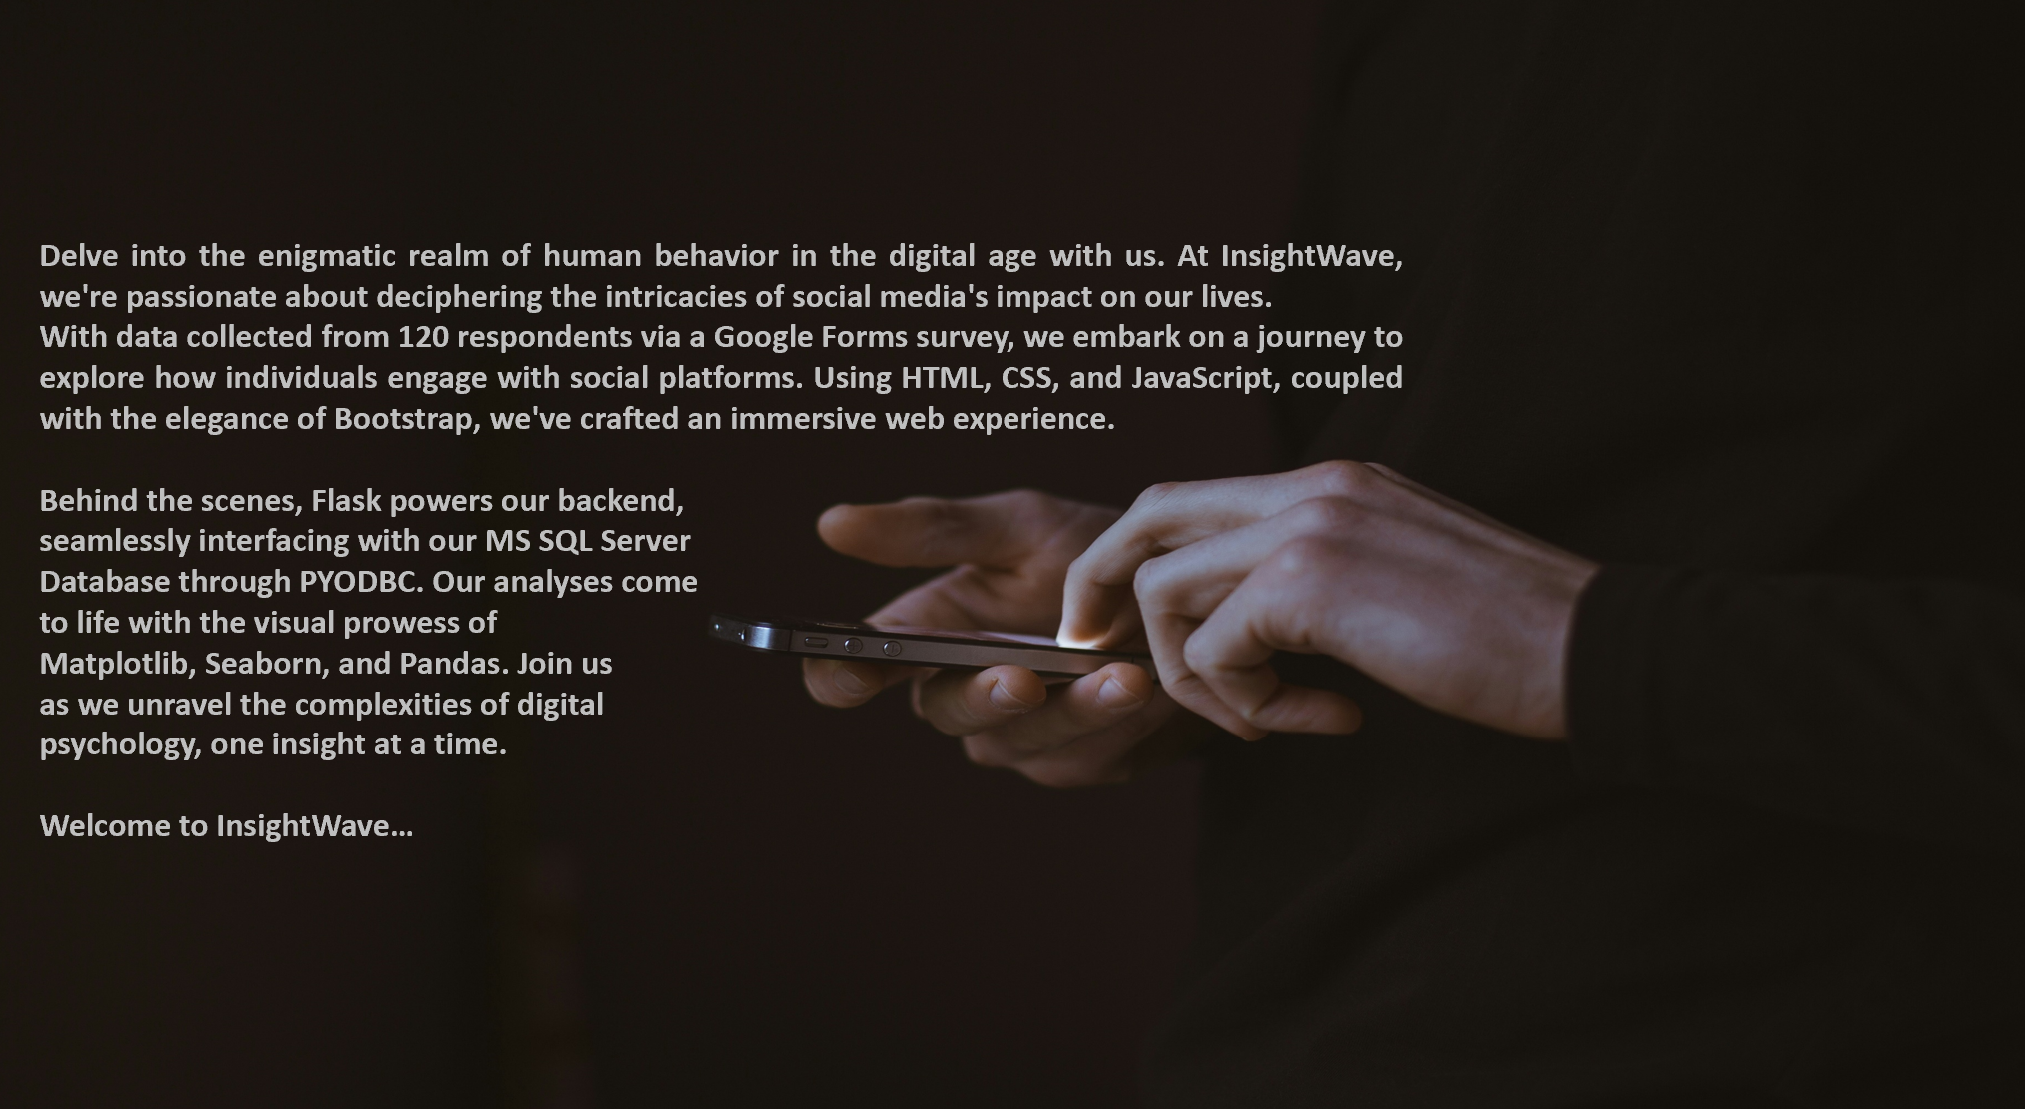 Delve into the enigmatic realm of human behavior in the digital age with us. At InsightWave,
we're passionate about deciphering the intricacies of social media's impact on our lives.
With data collected from 120 respondents via a Google Forms survey, we embark on a journey to
explore how individuals engage with social platforms. Using HTML, CSS, and JavaScript, coupled
with the elegance of Bootstrap, we've crafted an immersive web experience.
Behind the scenes, Flask powers our backend,
seamlessly interfacing with our MS SQL Server
Database through PYODBC. Our analyses come
to life with the visual prowess of
Matplotlib, Seaborn, and Pandas. Join us
as we unravel the complexities of digital
psychology, one insight at a time.
Welcome to InsightWave...